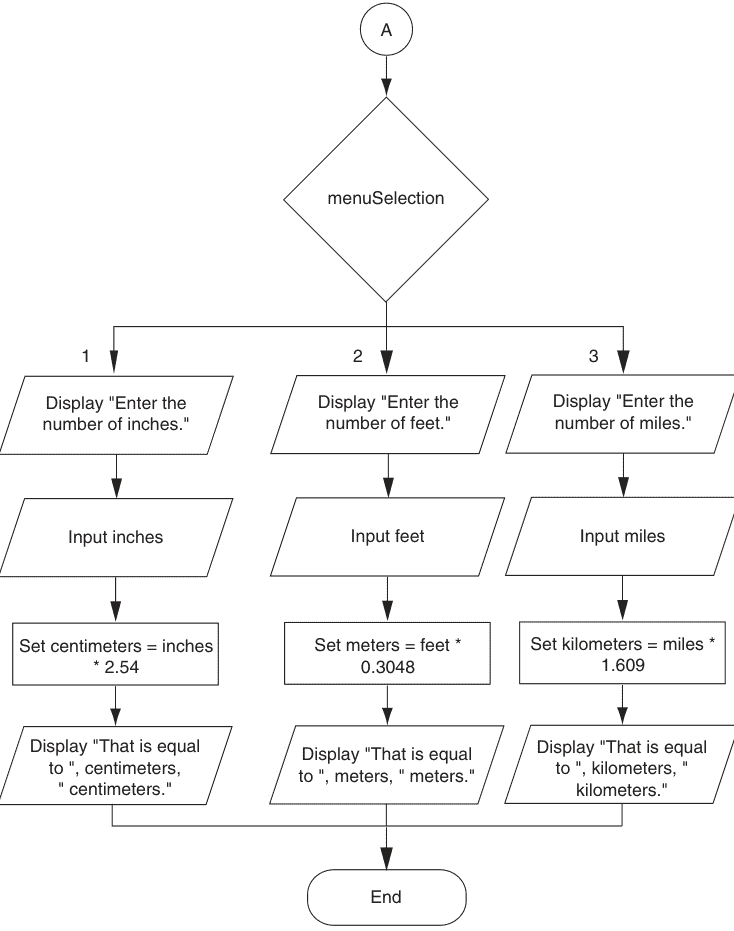 A
menuSelection
1
2
3
Display "Enter the
number of inches."
Display "Enter the
number of feet."
Display "Enter the
number of miles."
Input inches
Input feet
Input miles
Set centimeters = inches
* 2.54
Set meters = feet *
0.3048
Set kilometers = miles *
1.609
Display "That is equal
to ", centimeters,
" centimeters."
Display "That is equal
to ", meters, " meters."
Display "That is equal
to ", kilometers, "
kilometers."
End